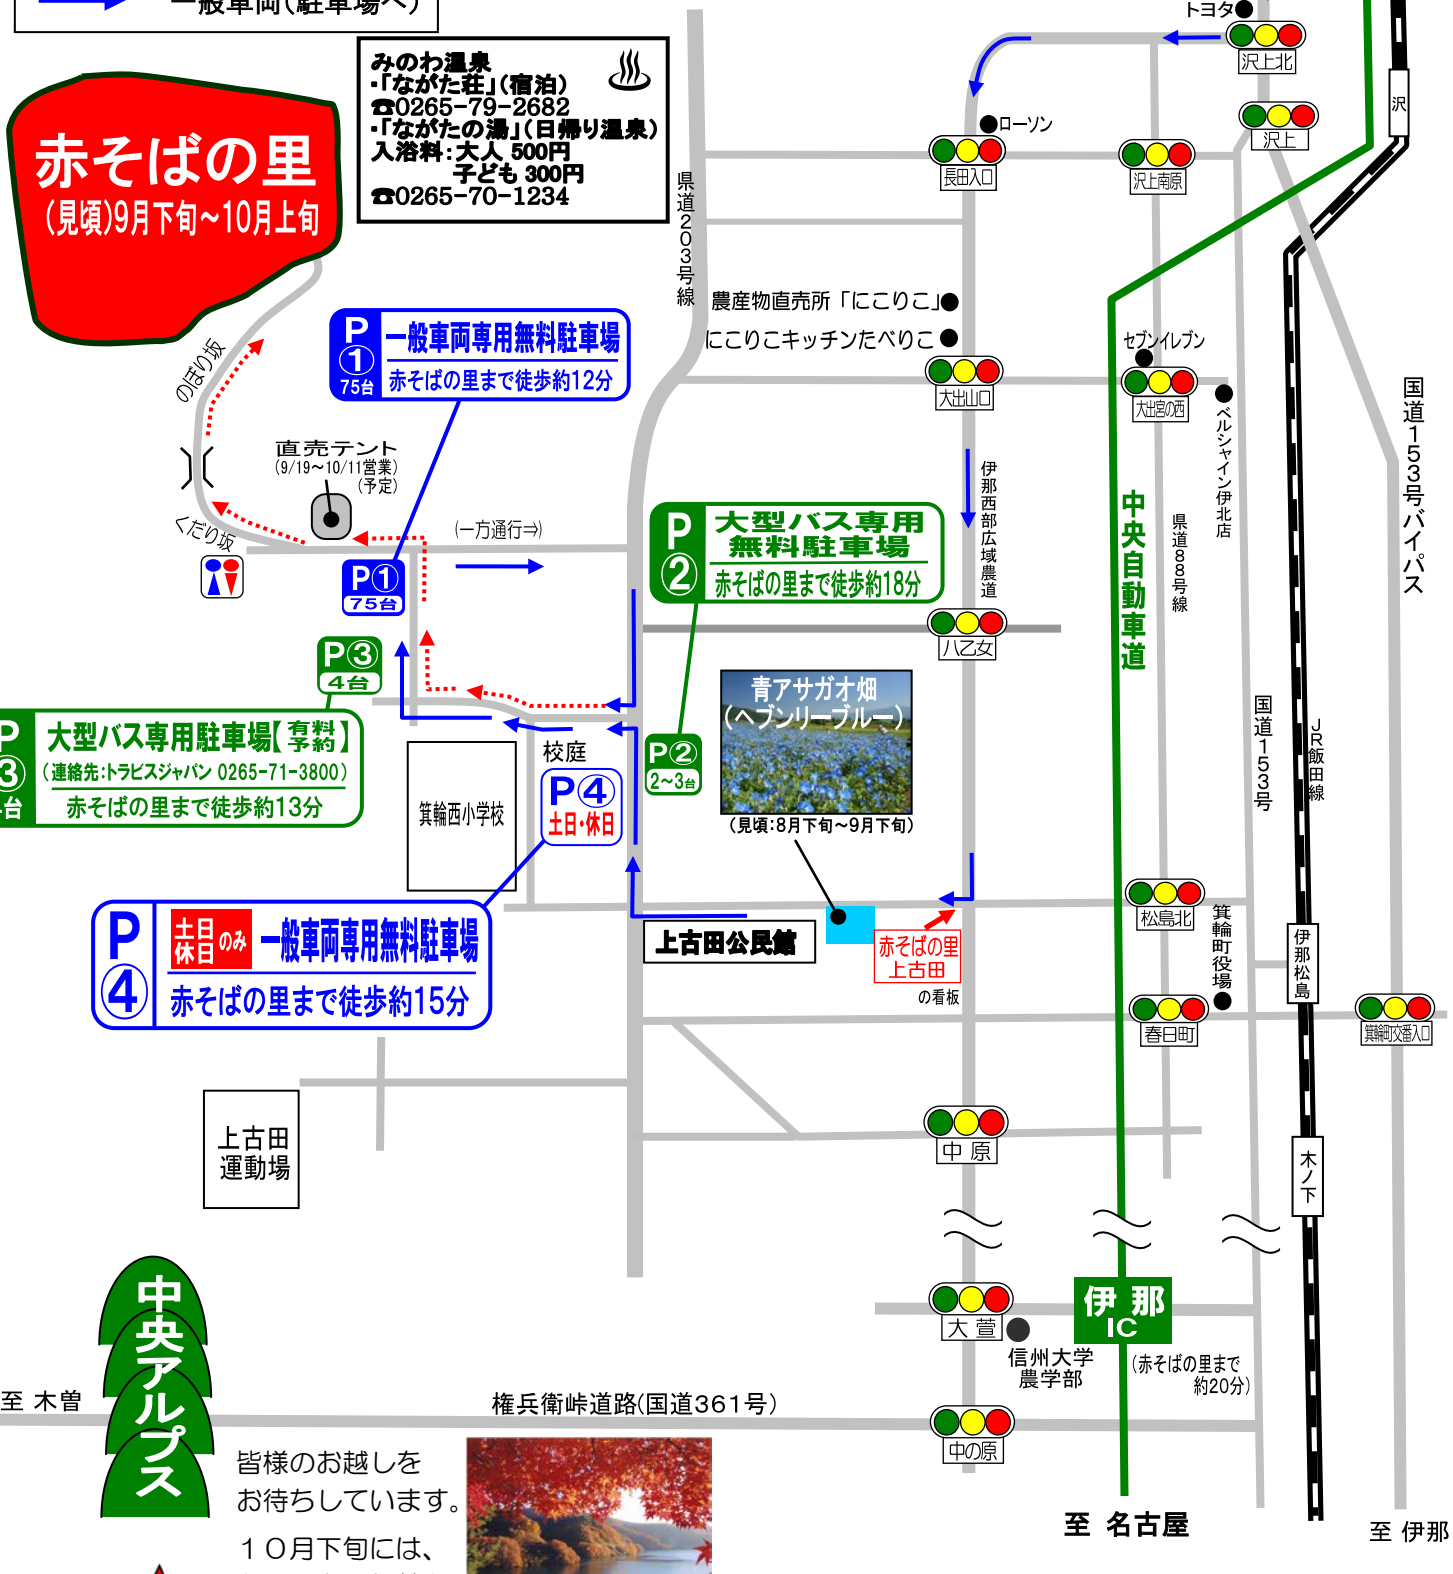 一般車両(駐車場へ)
トヨタ
沢上北
沢上
沢
みのわ温泉
・「ながた荘」(宿泊)
☎0265-79-2682
・「ながたの湯」(日帰り温泉)
入浴料:大人 500円
子ども 300円
☎0265-70-1234
ローソン
長田入口
沢上南原
赤そばの里
(見頃)9月下旬~10月上旬
県道203号線
農産物直売所「にこりこ」
にこりこキッチンたべりこ
セブンイレブン
大出山口
大出宮の西
ベルシャイン伊北店
国道153号バイパス
P
①
75台
一般車両専用無料駐車場
赤そばの里まで徒歩約12分
のぼり坂
直売テント
(9/19~10/11営業)
(予定)
くだり坂
(一方通行⇒)
P①
75台
P
②
大型バス専用
無料駐車場
赤そばの里まで徒歩約18分
伊那西部広域農道
中央自動車道
県道88号線
八乙女
P③
4台
青アサガオ畑
(ヘブンリーブルー)
(見頃:8月下旬~9月下旬)
国道153号
JR飯田線
P
③
台
大型バス専用駐車場【有料予約】
(連絡先:トラビスジャパン 0265-71-3800)
赤そばの里まで徒歩約13分
校庭
P②
2~3台
箕輪西小学校
P④
土日・休日
P
④
土日休日のみ 一般車両専用無料駐車場
赤そばの里まで徒歩約15分
上古田公民館
赤そばの里
上古田
の看板
松島北
箕輪町役場
伊那松島
春日町
箕輪町交番入口
上古田
運動場
中原
木ノ下
中央アルプス
大萱
伊那
IC
信州大学
農学部
(赤そばの里まで
約20分)
至 木曽
権兵衛峠道路(国道361号)
中の原
皆様のお越しを
お待ちしています。
10月下旬には、
至 名古屋
至 伊那